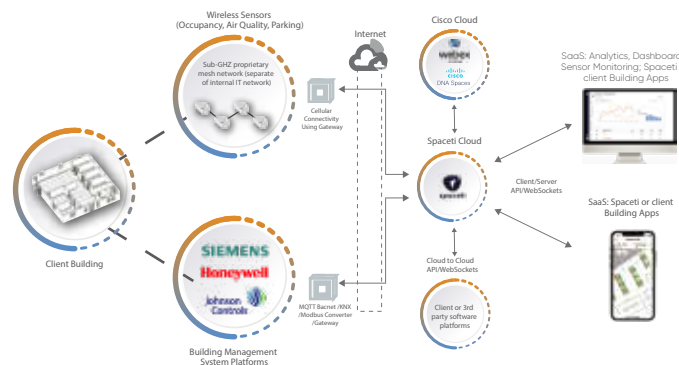 Wireless Sensors
(Occupancy, Air Quality, Parking)
Sub-GHZ proprietary
mesh network (separate
of internal IT network)
Cellular
Connectivity
Using Gateway
Internet
Cisco Cloud
webex
cisco
DNA Spaces
Spaceti Cloud
spaceti
SaaS: Analytics, Dashboard
Sensor Monitoring; Spaceti
client Building Apps
Client/Server
API/WebSockets
SaaS: Spaceti or client
Building Apps
Client Building
SIEMENS
Honeywell
Johnson
Controls
MQTT Bacnet /KNX
/Modbus Converter
/Gateway
Building Management
System Platforms
Cloud to Cloud
API/WebSockets
Client or 3rd
party software
platforms